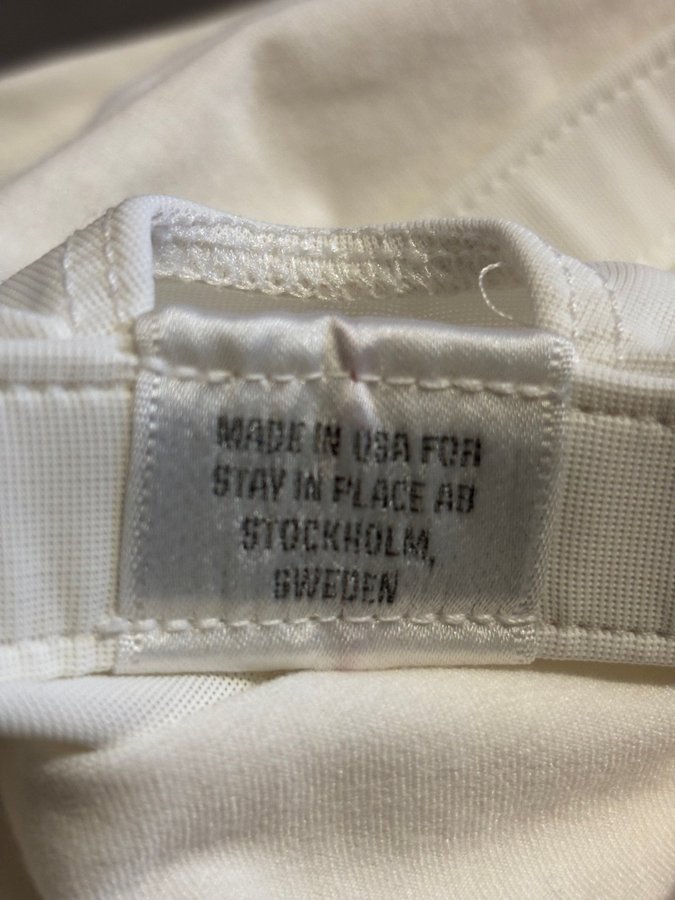 MADE IN USA FOR
STAY IN PLACE AB
STOCKHOLM,
SWEDEN